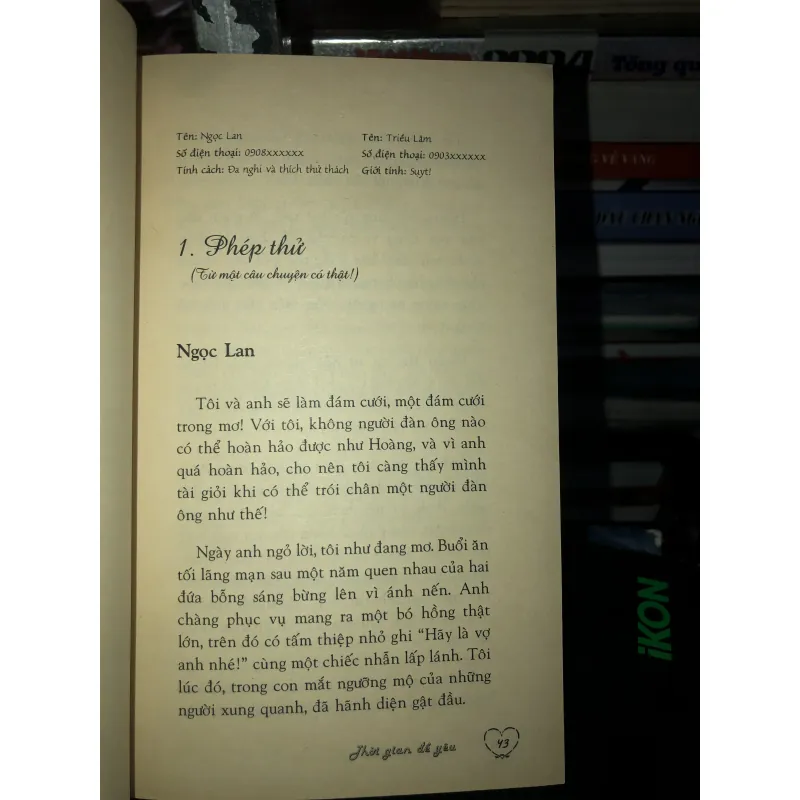 Tên: Ngọc Lan
Số điện thoại: 0908xxxxxx
Tính cách: Đa nghi và thích thử thách
Tên: Triều Lâm
Số điện thoại: 0903xxxxxx
Giới tính: Suyt!
1. Phép thử
(Từ một câu chuyện có thật!)
Ngọc Lan
Tôi và anh sẽ làm đám cưới, một đám cưới
trong mơ! Với tôi, không người đàn ông nào
có thể hoàn hảo được như Hoàng, và vì anh
quá hoàn hảo, cho nên tôi càng thấy mình
tài giỏi khi có thể trói chân một người đàn
ông như thế!
Ngày anh ngỏ lời, tôi như đang mơ. Buổi ăn
tối lãng mạn sau một năm quen nhau của hai
đứa bỗng sáng bừng lên vì ánh nến. Anh
chàng phục vụ mang ra một bó hồng thật
lớn, trên đó có tấm thiệp nhỏ ghi “Hãy là vợ
anh nhé!” cùng một chiếc nhẫn lấp lánh. Tôi
lúc đó, trong con mắt ngưỡng mộ của những
người xung quanh, đã hãnh diện gật đầu.
Thời gian để yêu
43
Tổng qu
VẺ VANG
iKON